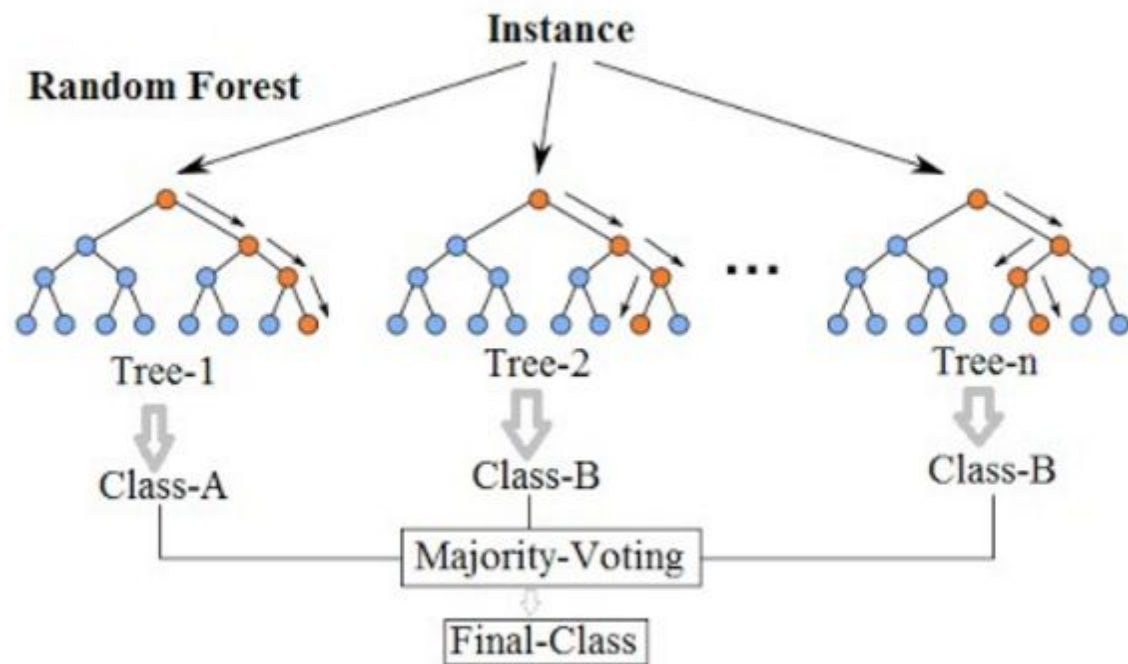 Instance
Random Forest
...
Tree-1
Tree-2
Tree-n
Class-A
Class-B
Class-B
Majority-Voting
Final-Class